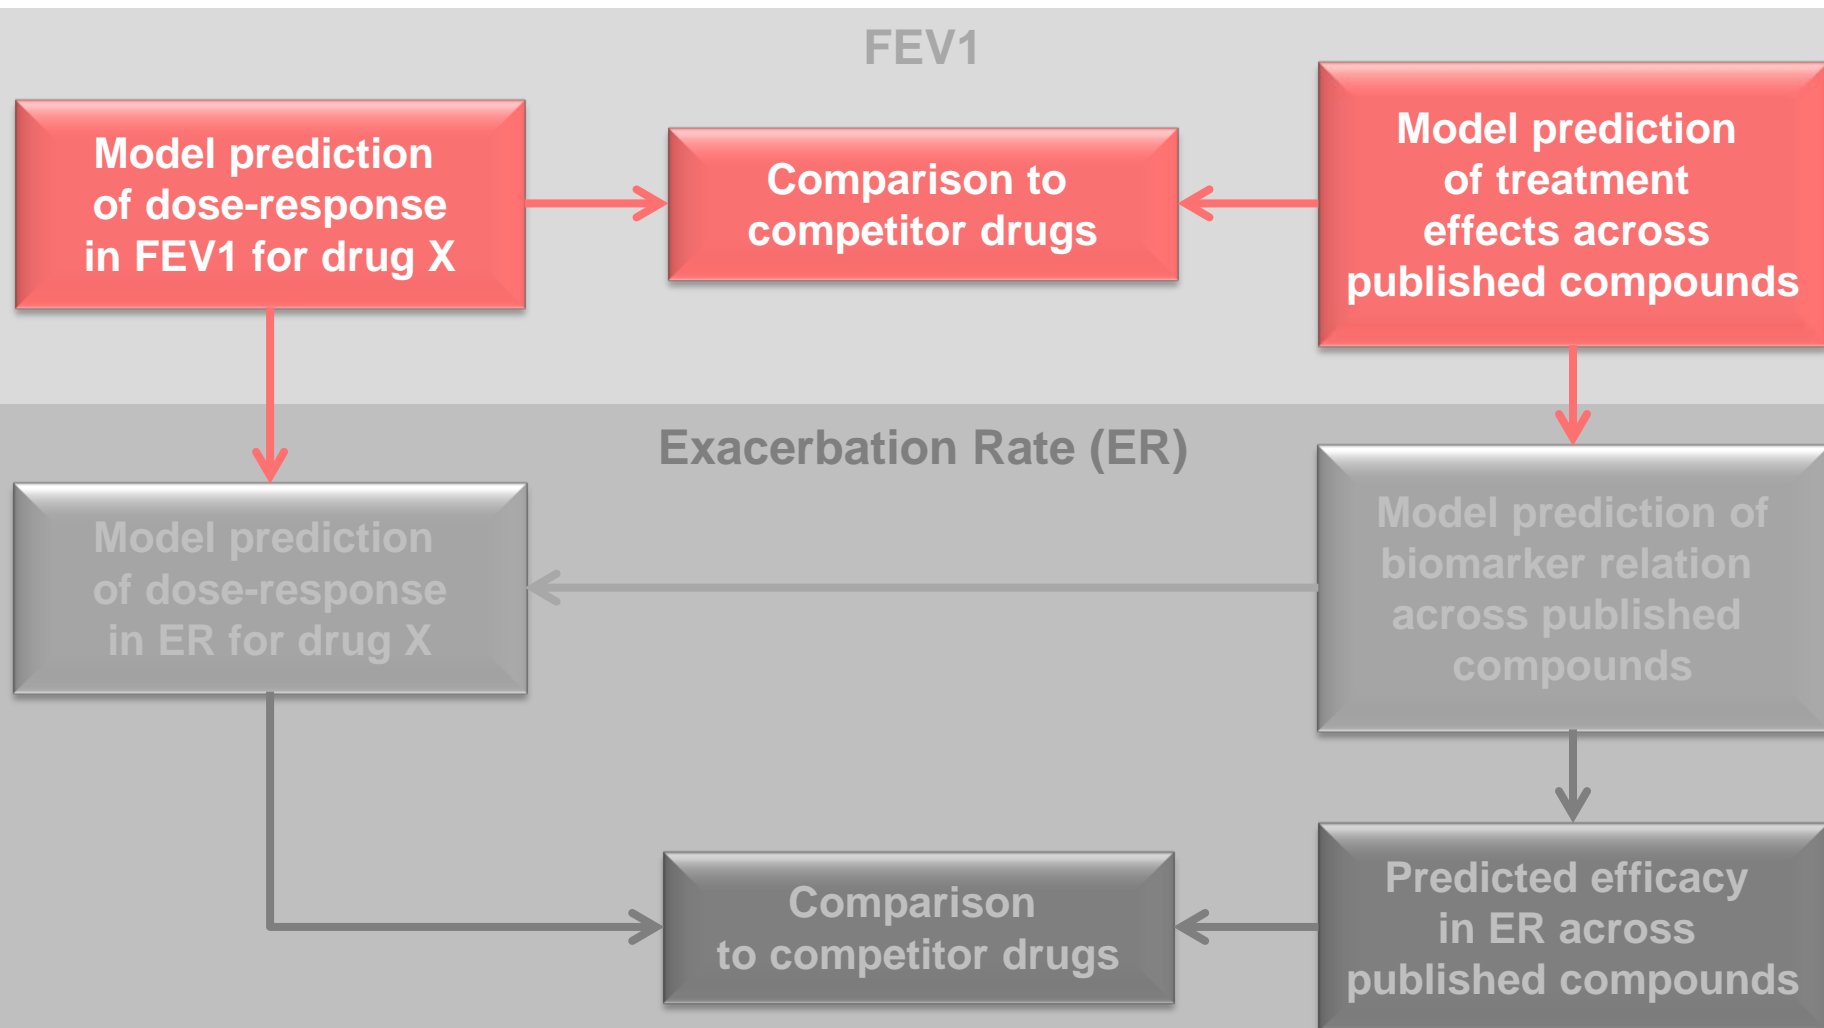 FEV1
Model prediction
of dose-response
in FEV1 for drug X
Comparison to
competitor drugs
Model prediction
of treatment
effects across
published compounds
Exacerbation Rate (ER)
Model prediction
of dose-response
in ER for drug X
Model prediction of
biomarker relation
across published
compounds
Comparison
to competitor drugs
Predicted efficacy
in ER across
published compounds